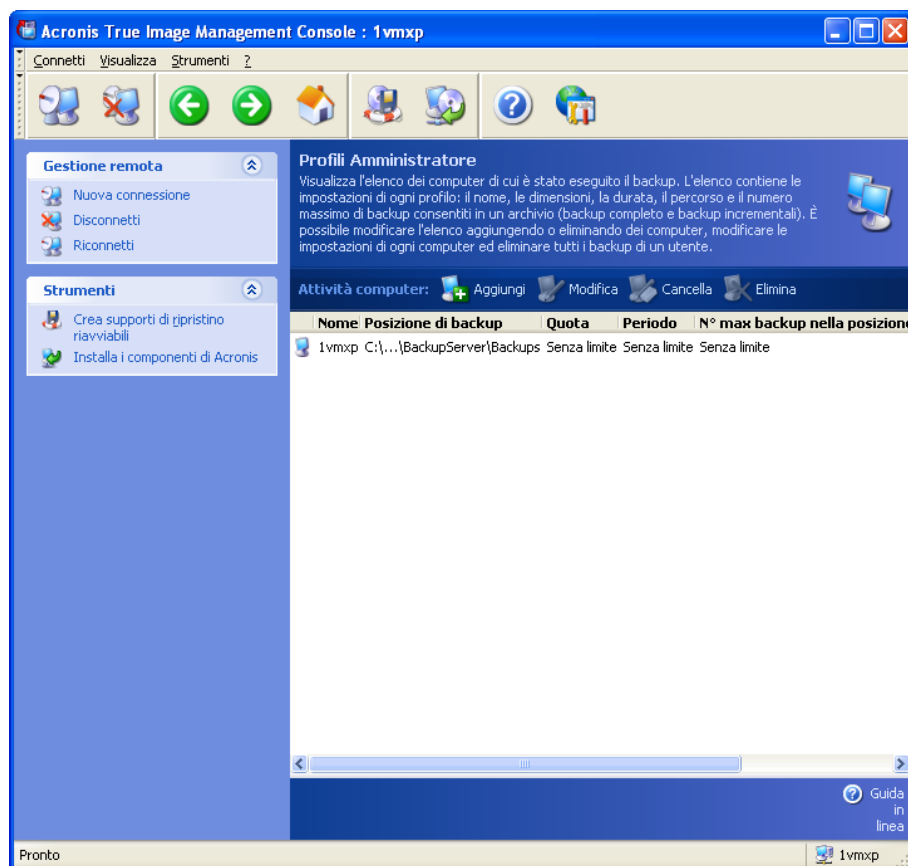 Acronis True Image Management Console : 1vmxp
Connetti Visualizza Strumenti ?
Gestione remota
Nuova connessione
Disconnetti
Riconnetti
Strumenti
Crea supporti di ripristino
riavviabili
Installa i componenti di Acronis
Profili Amministratore
Visualizza l'elenco dei computer di cui è stato eseguito il backup. L'elenco contiene le
impostazioni di ogni profilo: il nome, le dimensioni, la durata, il percorso e il numero
massimo di backup consentiti in un archivio (backup completo e backup incrementali). È
possibile modificare l'elenco aggiungendo o eliminando dei computer, modificare le
impostazioni di ogni computer ed eliminare tutti i backup di un utente.
Attività computer: Aggiungi Modifica Cancella Elimina
Nome Posizione di backup Quota Periodo N° max backup nella posizione
1vmxp C:\...\BackupServer\Backups Senza limite Senza limite Senza limite
Guida
in
linea
Pronto 1vmxp